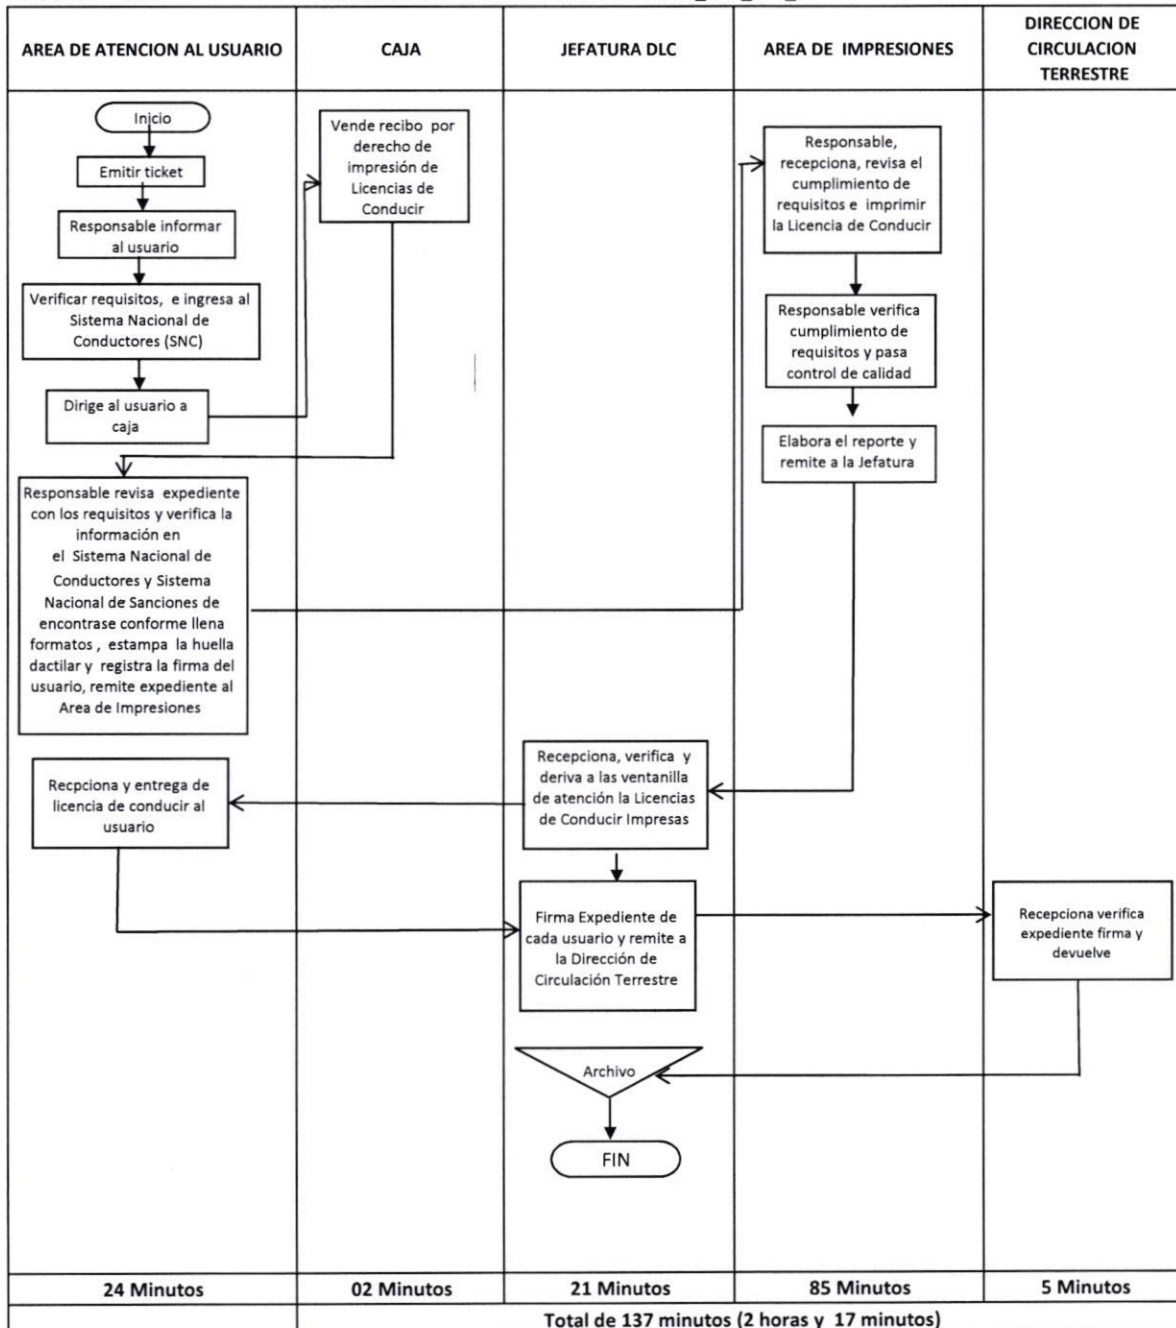 AREA DE ATENCION AL USUARIO
CAJA
JEFATURA DLC
AREA DE IMPRESIONES
DIRECCION DE
CIRCULACION
TERRESTRE
Inicio
Emitir ticket
Responsable informar
al usuario
Verificar requisitos, e ingresa al
Sistema Nacional de
Conductores (SNC)
Dirige al usuario a
caja
Vende recibo por
derecho de
impresión de
Licencias de
Conducir
Responsable revisa expediente
con los requisitos y verifica la
información en
el Sistema Nacional de
Conductores y Sistema
Nacional de Sanciones de
encontrase conforme llena
formatos , estampa la huella
dactilar y registra la firma del
usuario, remite expediente al
Area de Impresiones
Responsable,
recepciona, revisa el
cumplimiento de
requisitos e imprimir
la Licencia de Conducir
Responsable verifica
cumplimiento de
requisitos y pasa
control de calidad
Elabora el reporte y
remite a la Jefatura
Recepciona, verifica y
deriva a las ventanilla
de atención la Licencias
de Conducir Impresas
Recpciona y entrega de
licencia de conducir al
usuario
Firma Expediente de
cada usuario y remite a
la Dirección de
Circulación Terrestre
Recepciona verifica
expediente firma y
devuelve
Archivo
FIN
24 Minutos
02 Minutos
21 Minutos
85 Minutos
5 Minutos
Total de 137 minutos (2 horas y 17 minutos)